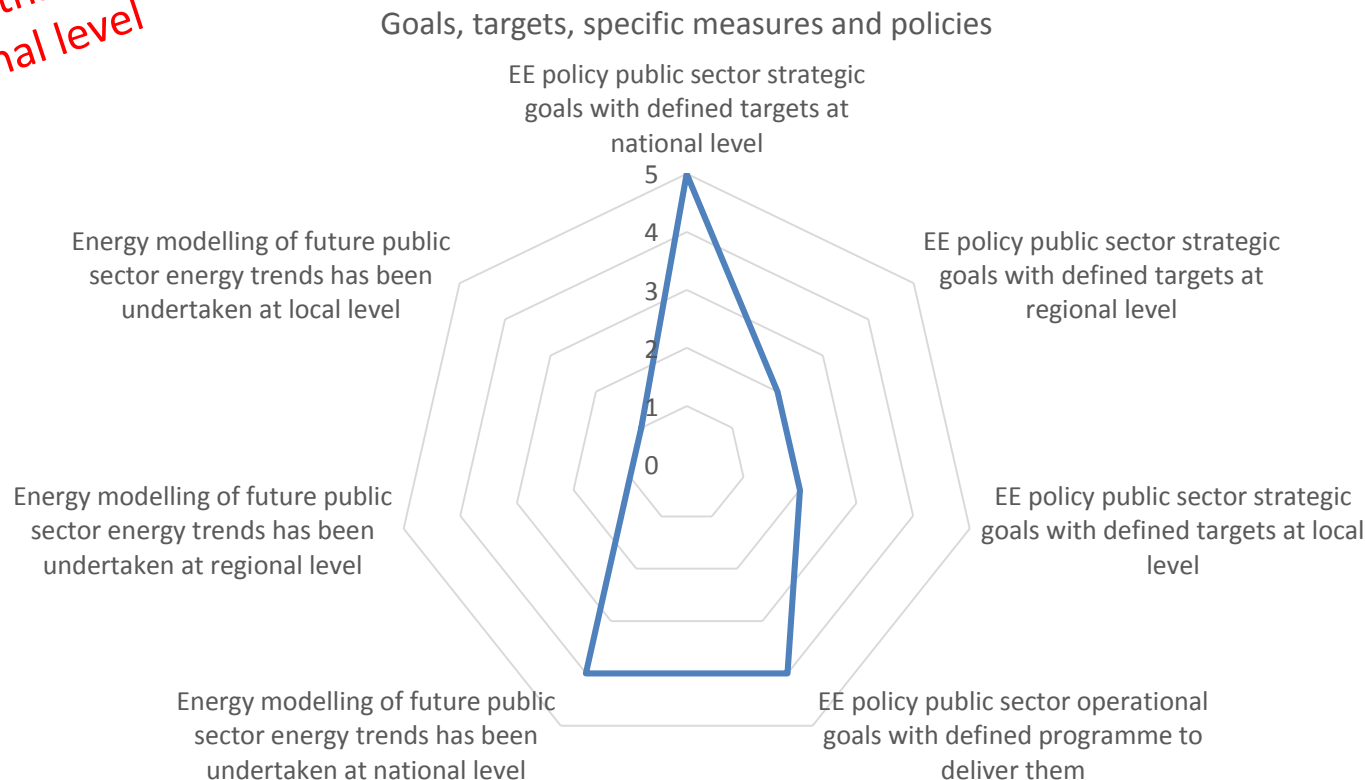 nal level
Goals, targets, specific measures and policies
EE policy public sector strategic
goals with defined targets at
national level
5
4
3
2
1
0
EE policy public sector strategic
goals with defined targets at
regional level
EE policy public sector strategic
goals with defined targets at local
level
EE policy public sector operational
goals with defined programme to
deliver them
Energy modelling of future public
sector energy trends has been
undertaken at national level
Energy modelling of future public
sector energy trends has been
undertaken at regional level
Energy modelling of future public
sector energy trends has been
undertaken at local level